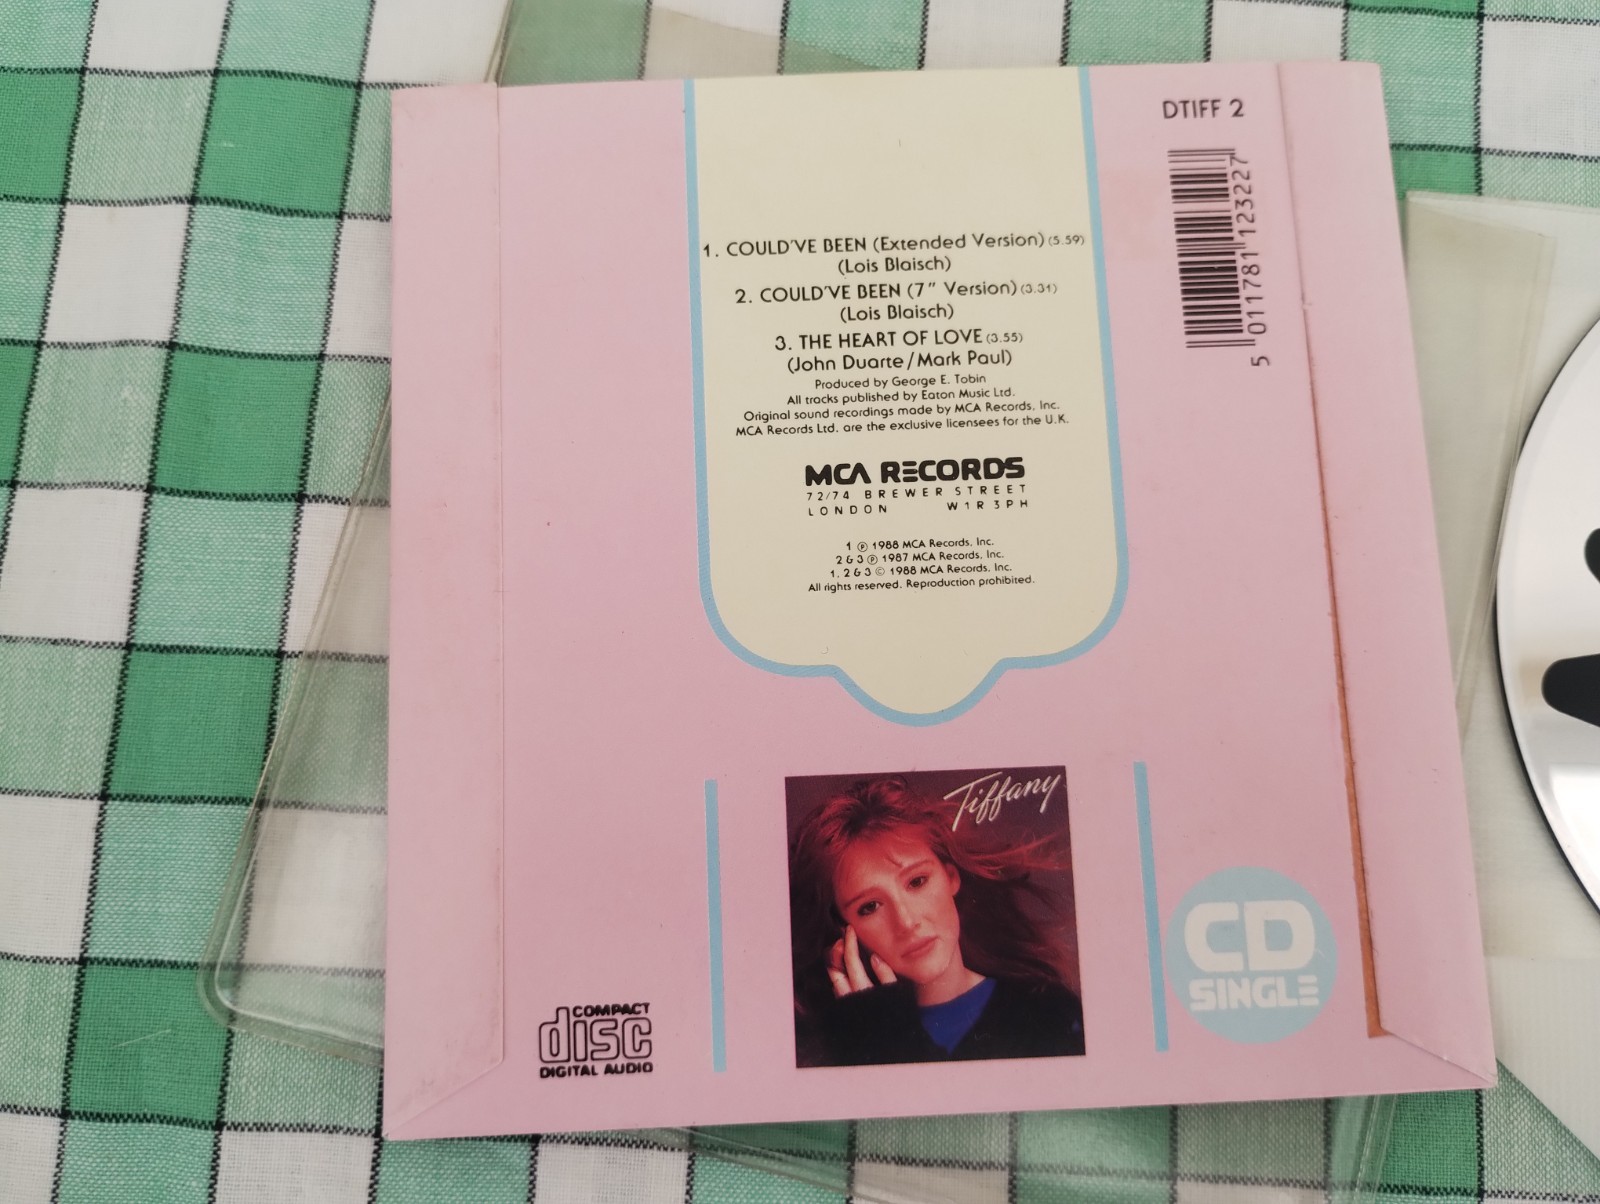 DTIFF 2
5 011781 123227
1. COULD'VE BEEN (Extended Version) (5.59)
(Lois Blaisch)
2. COULD'VE BEEN (7" Version) (3.31)
(Lois Blaisch)
3. THE HEART OF LOVE (3.55)
(John Duarte/Mark Paul)
Produced by George E. Tobin
All tracks published by Eaton Music Ltd.
Original sound recordings made by MCA Records, Inc.
MCA Records Ltd. are the exclusive licensees for the U.K.
MCA RECORDS
72/74 BREWER STREET
LONDON W1R 3PH
1 ℗ 1988 MCA Records, Inc.
2 & 3 ℗ 1987 MCA Records, Inc.
1, 2 & 3 © 1988 MCA Records, Inc.
All rights reserved. Reproduction prohibited.
Tiffany
CD
SINGLE
COMPACT
disc
DIGITAL AUDIO